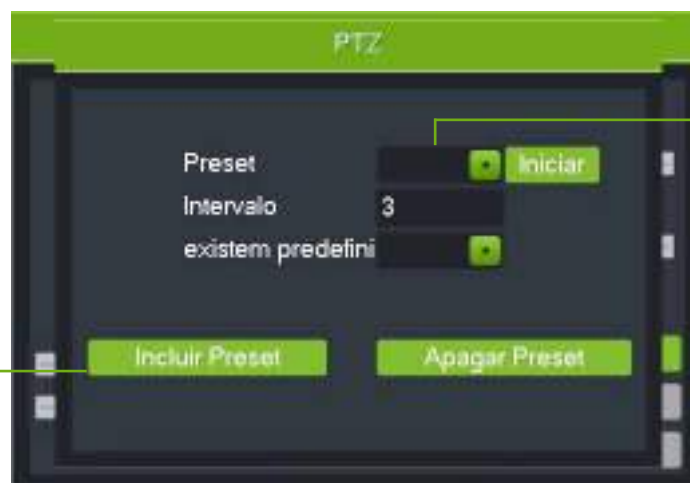 PTZ
Preset Iniciar
Intervalo 3
existem predefini
Incluir Preset Apagar Preset